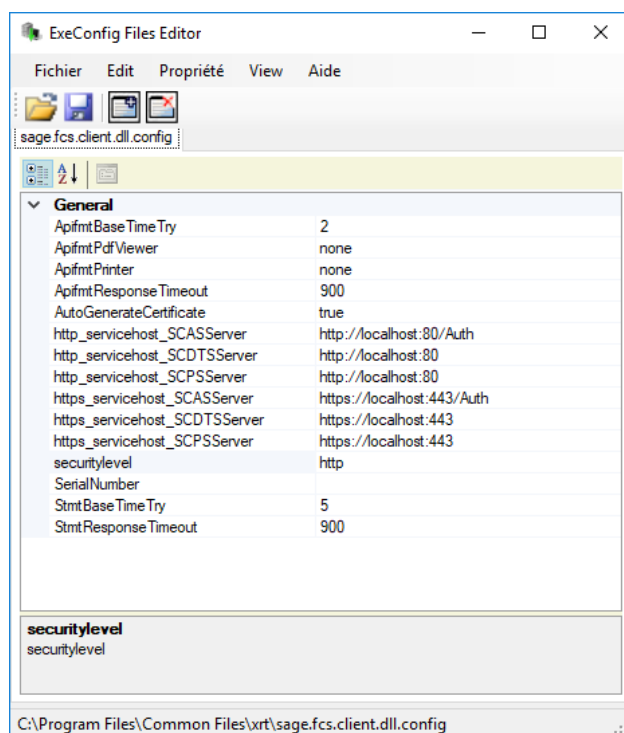 ExeConfig Files Editor
Fichier Edit Propriété View Aide
sage.fcs.client.dll.config
General
ApifmtBaseTimeTry 2
ApifmtPdfViewer none
ApifmtPrinter none
ApifmtResponseTimeout 900
AutoGenerateCertificate true
http_servicehost_SCASServer http://localhost:80/Auth
http_servicehost_SCDTSServer http://localhost:80
http_servicehost_SCPSServer http://localhost:80
https_servicehost_SCASServer https://localhost:443/Auth
https_servicehost_SCDTSServer https://localhost:443
https_servicehost_SCPSServer https://localhost:443
securitylevel http
SerialNumber
StmtBaseTimeTry 5
StmtResponseTimeout 900
securitylevel
securitylevel
C:\Program Files\Common Files\xrt\sage.fcs.client.dll.config